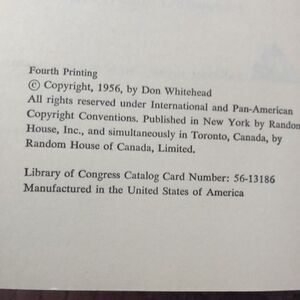 Fourth Printing
© Copyright, 1956, by Don Whitehead
All rights reserved under International and Pan-American
Copyright Conventions. Published in New York by Random
House, Inc., and simultaneously in Toronto, Canada, by
Random House of Canada, Limited.
Library of Congress Catalog Card Number: 56-13186
Manufactured in the United States of America